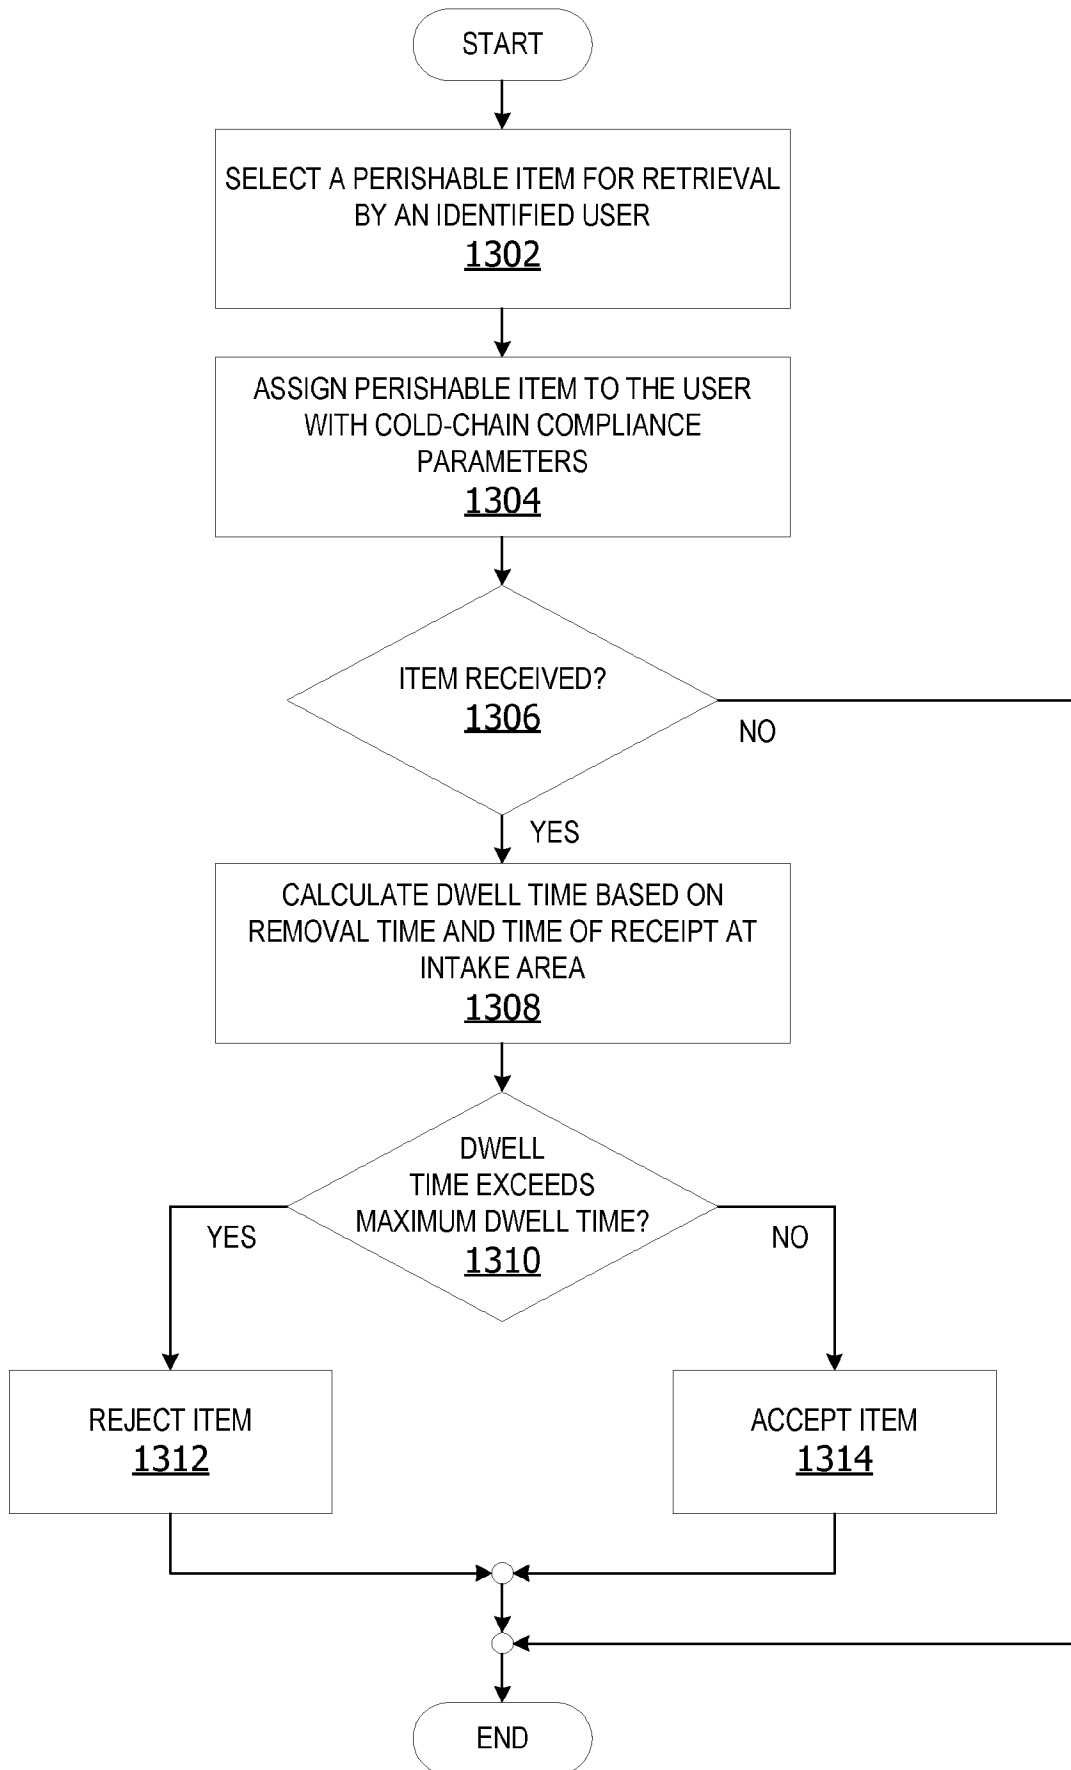 START
SELECT A PERISHABLE ITEM FOR RETRIEVAL
BY AN IDENTIFIED USER
1302
ASSIGN PERISHABLE ITEM TO THE USER
WITH COLD-CHAIN COMPLIANCE
PARAMETERS
1304
ITEM RECEIVED?
1306
NO
YES
CALCULATE DWELL TIME BASED ON
REMOVAL TIME AND TIME OF RECEIPT AT
INTAKE AREA
1308
DWELL
TIME EXCEEDS
MAXIMUM DWELL TIME?
1310
YES
NO
REJECT ITEM
1312
ACCEPT ITEM
1314
END